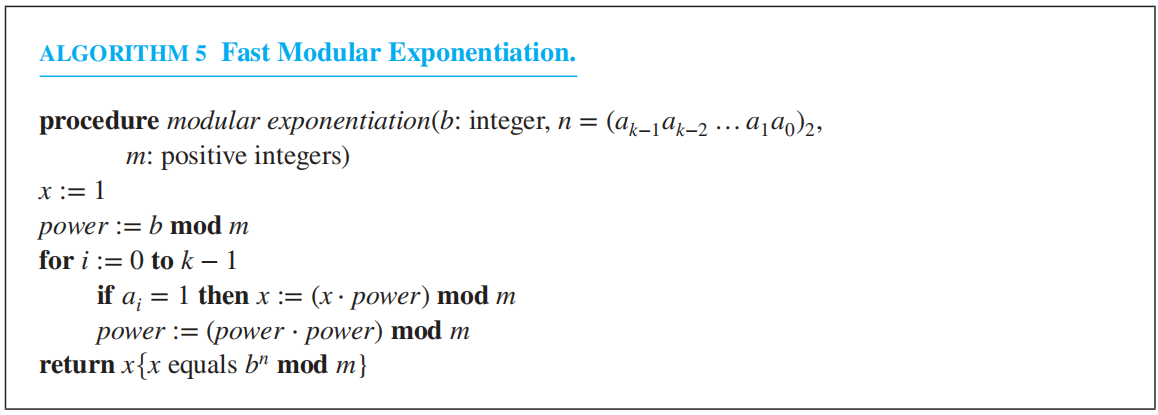 ALGORITHM 5 Fast Modular Exponentiation.
procedure modular exponentiation(b: integer, n = (aₖ₋₁aₖ₋₂ … a₁a₀)₂,
m: positive integers)
x := 1
power := b mod m
for i := 0 to k − 1
if aᵢ = 1 then x := (x · power) mod m
power := (power · power) mod m
return x{x equals bⁿ mod m}